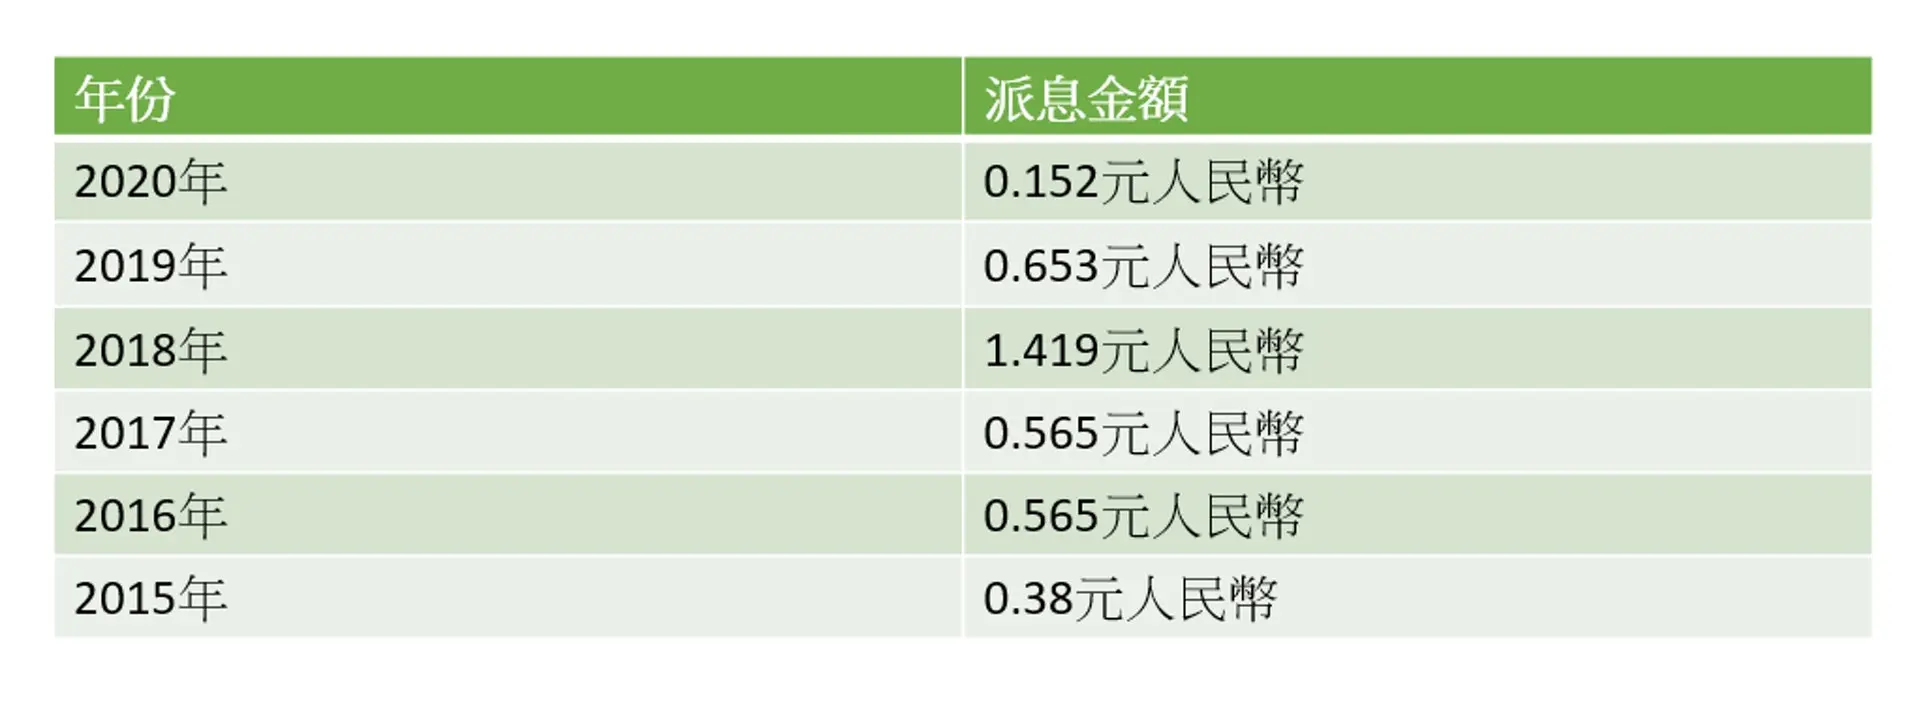 年份 派息金額
2020年 0.152元人民幣
2019年 0.653元人民幣
2018年 1.419元人民幣
2017年 0.565元人民幣
2016年 0.565元人民幣
2015年 0.38元人民幣